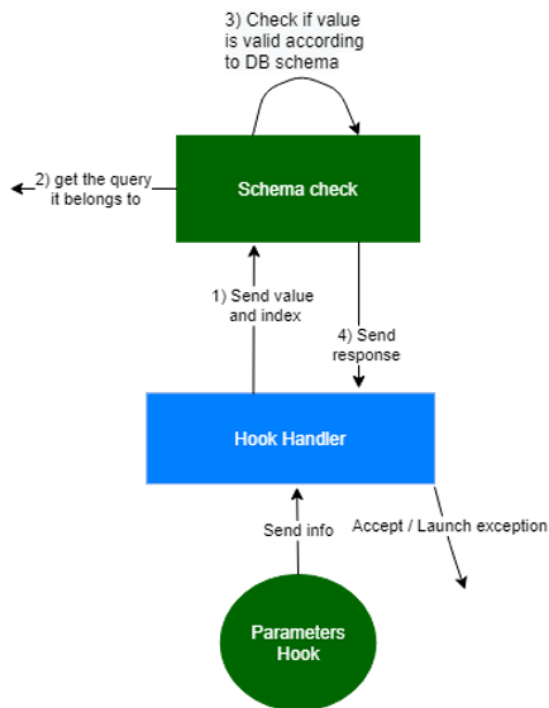 3) Check if value
is valid according
to DB schema
2) get the query
it belongs to
Schema check
1) Send value
and index
4) Send
response
Hook Handler
Send info
Accept / Launch exception
Parameters
Hook